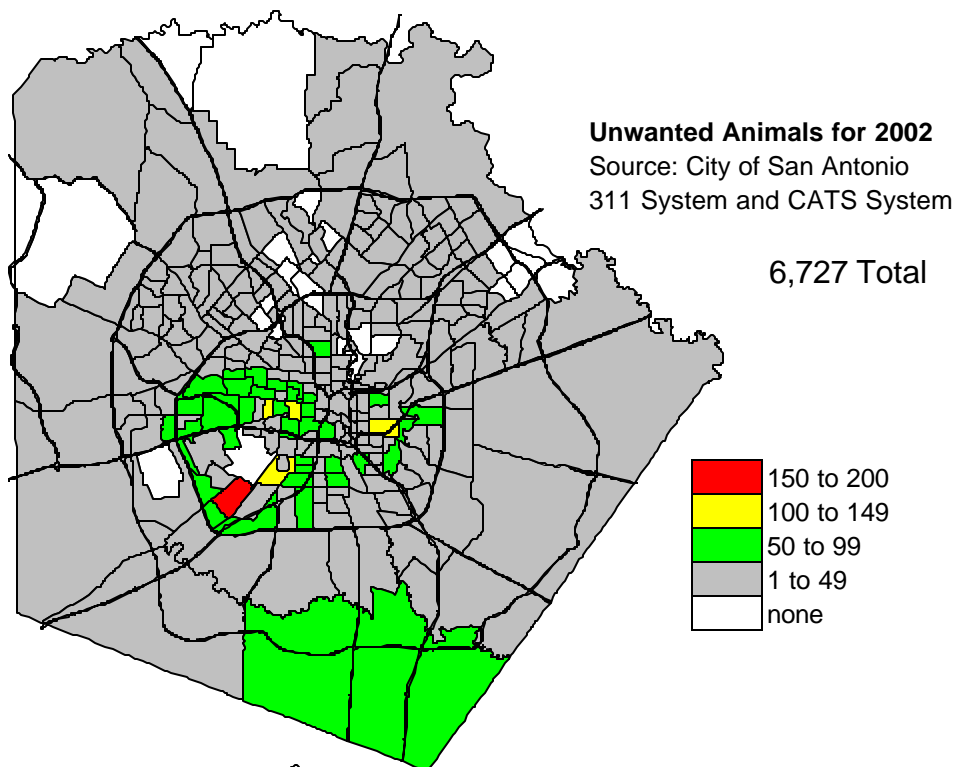 Unwanted Animals for 2002
Source: City of San Antonio
311 System and CATS System
6,727 Total
150 to 200
100 to 149
50 to 99
1 to 49
none